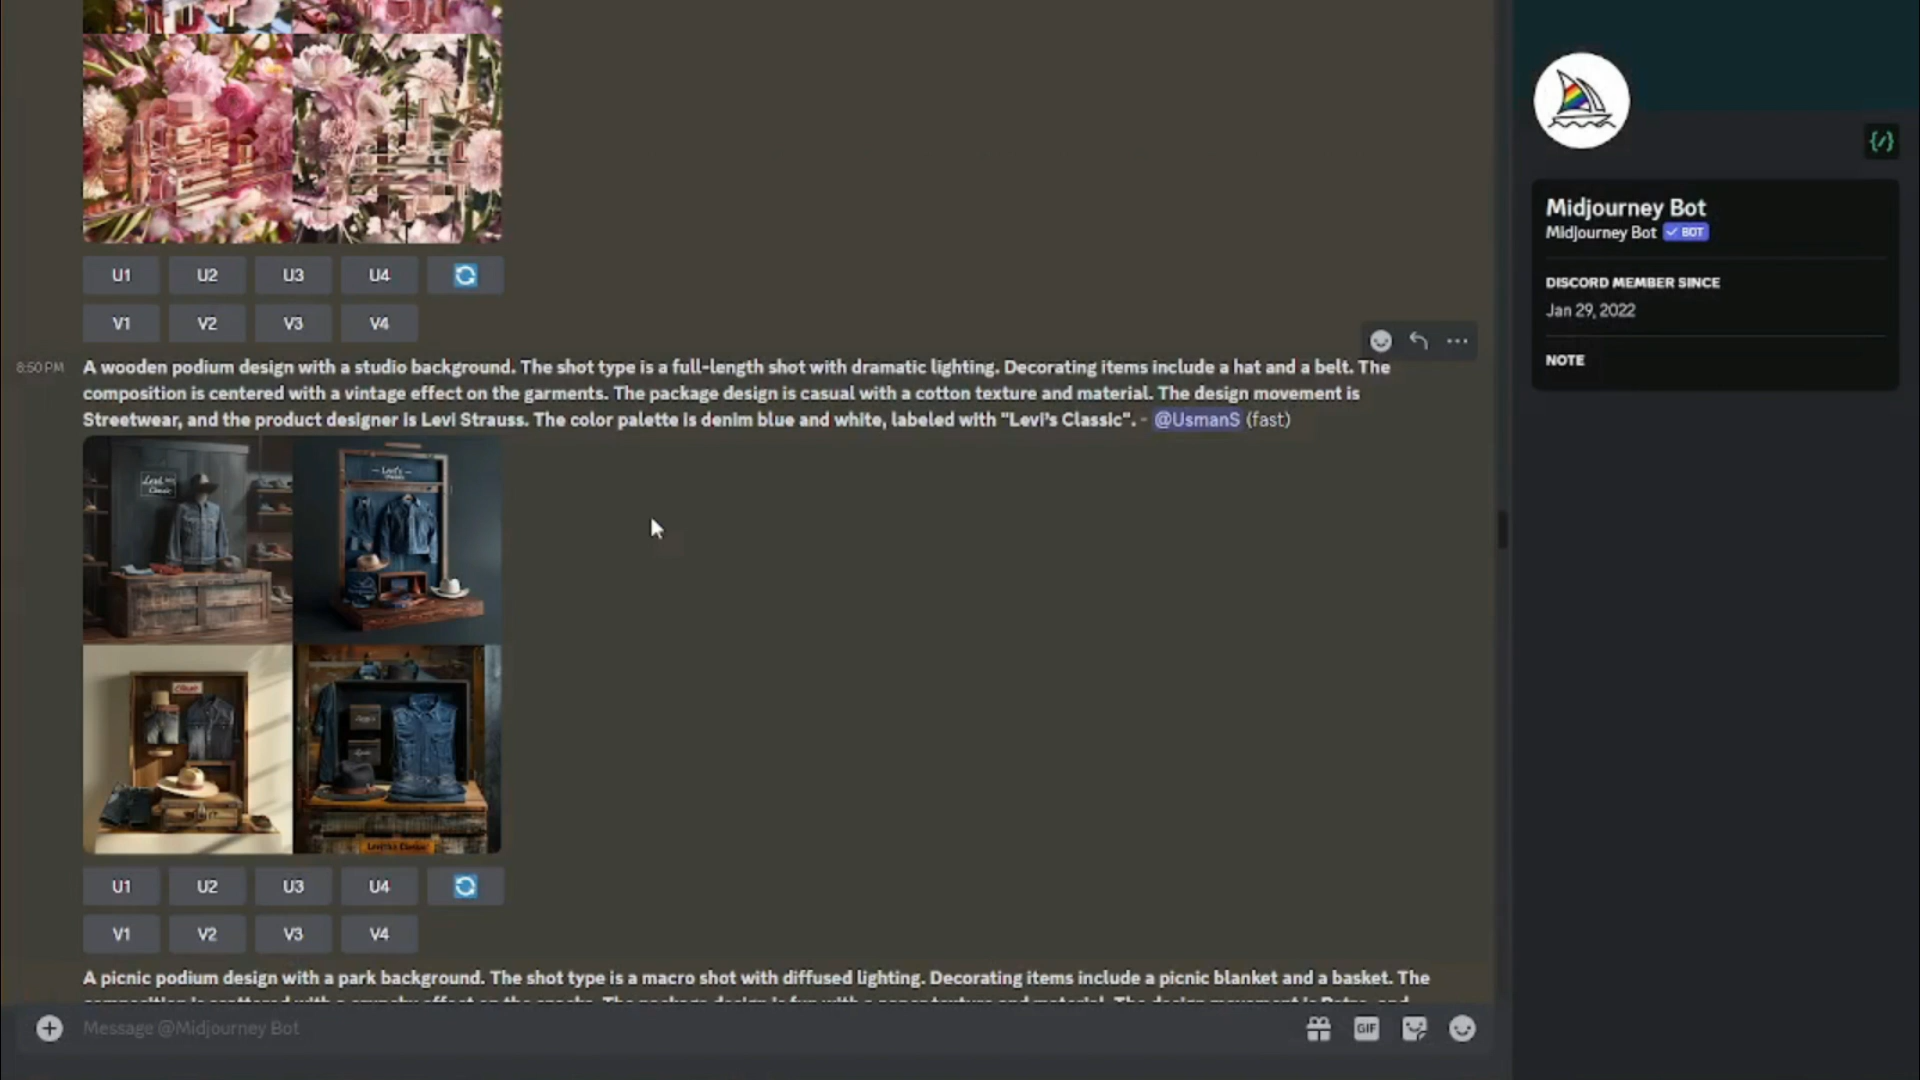 U1 U2 U3 U4
V1 V2 V3 V4
8:50 PM A wooden podium design with a studio background. The shot type is a full-length shot with dramatic lighting. Decorating items include a hat and a belt. The
composition is centered with a vintage effect on the garments. The package design is casual with a cotton texture and material. The design movement is
Streetwear, and the product designer is Levi Strauss. The color palette is denim blue and white, labeled with "Levi's Classic". - @UsmanS (fast)
U1 U2 U3 U4
V1 V2 V3 V4
A picnic podium design with a park background. The shot type is a macro shot with diffused lighting. Decorating items include a picnic blanket and a basket. The
Message @Midjourney Bot
GIF
Midjourney Bot
Midjourney Bot BOT
DISCORD MEMBER SINCE
Jan 29, 2022
NOTE